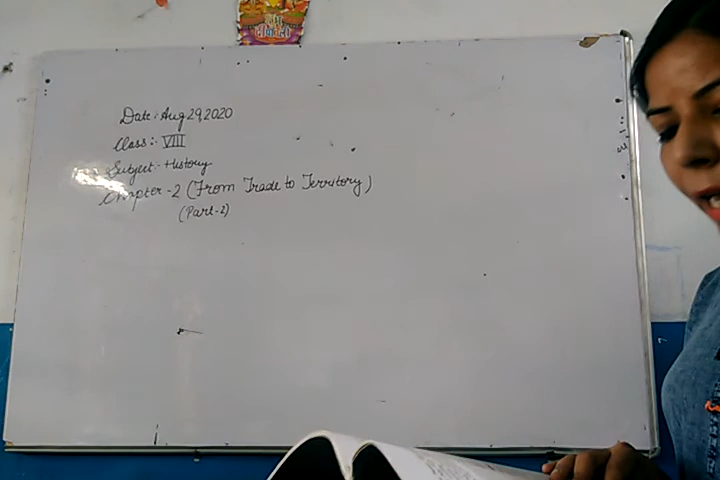 Date: Aug 29, 2020
Class:- VIII
Subject:- History
Chapter-2 (From Trade to Territory)
(Part-2)